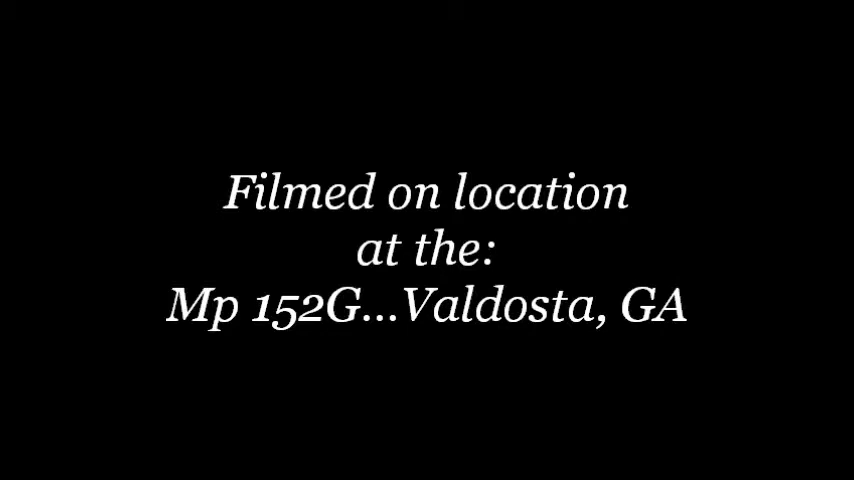 Filmed on location
at the:
Mp 152G...Valdosta, GA